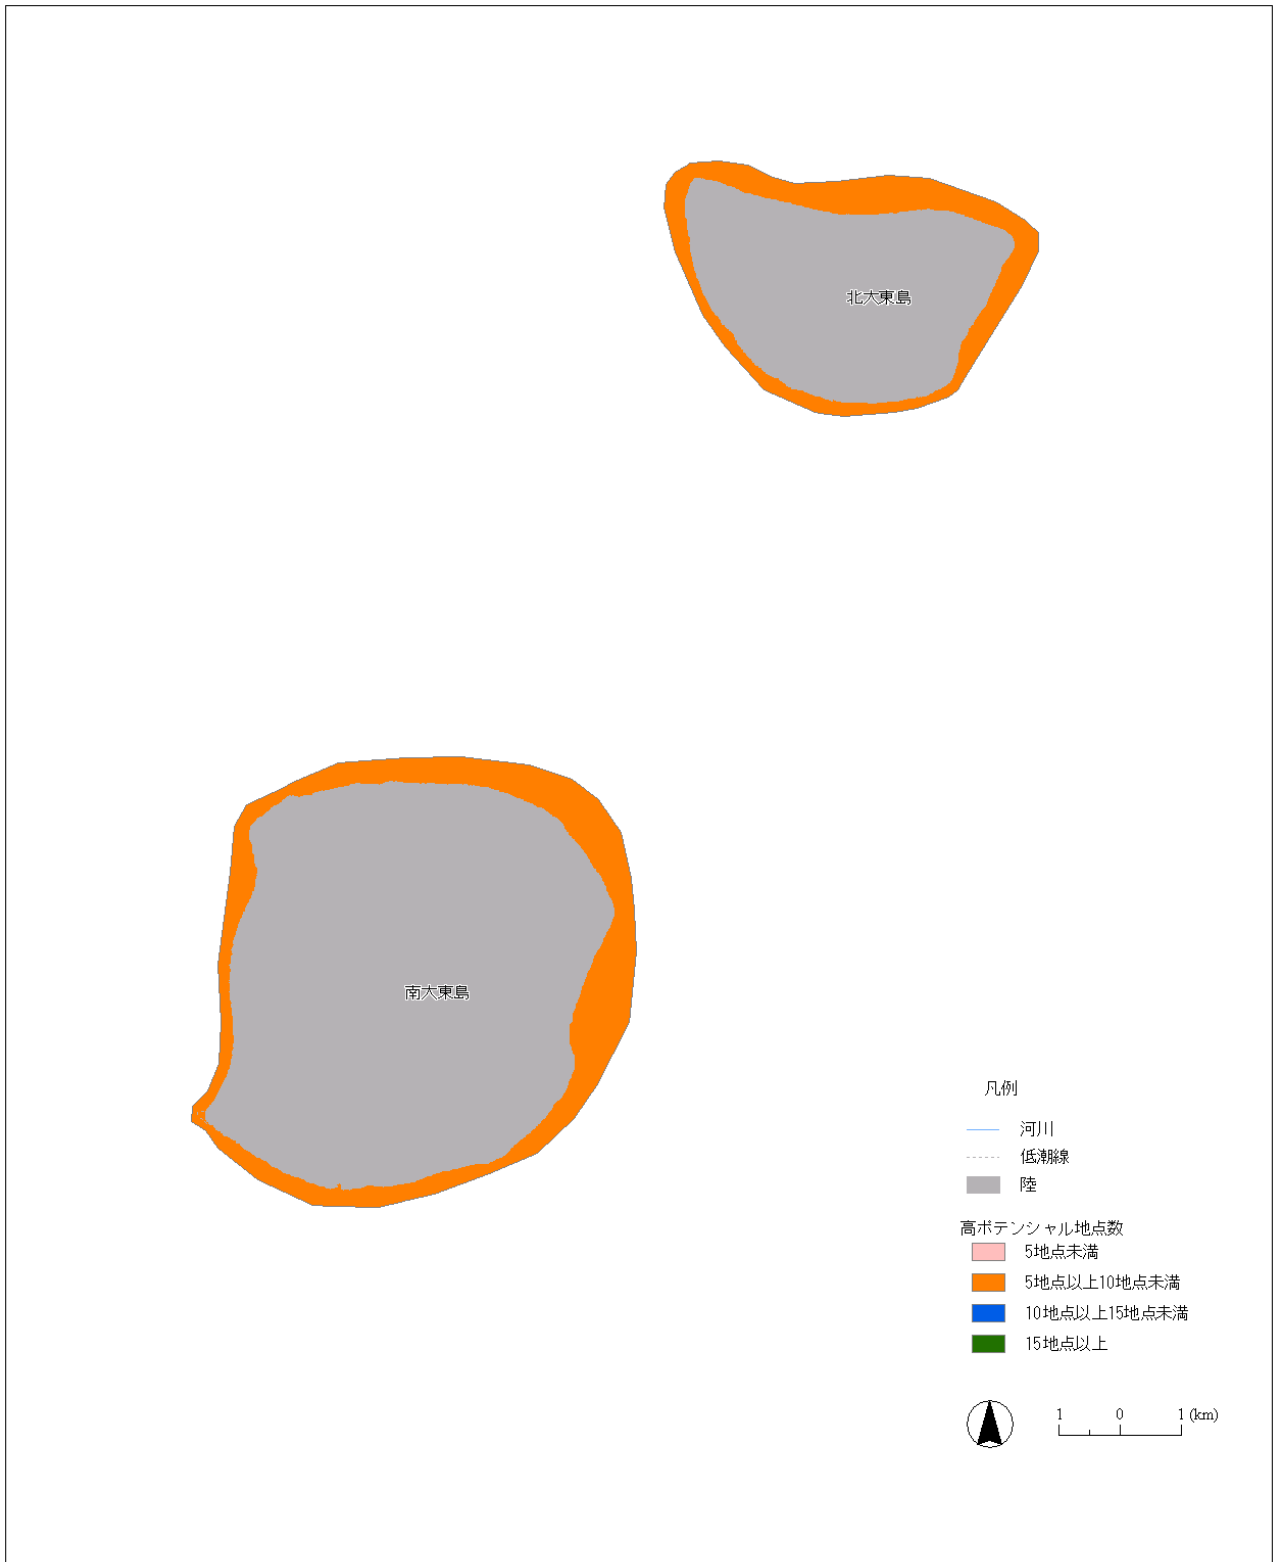 北大東島
南大東島
凡例
河川
低潮線
陸
高ポテンシャル地点数
5地点未満
5地点以上10地点未満
10地点以上15地点未満
15地点以上
1 0 1 (km)